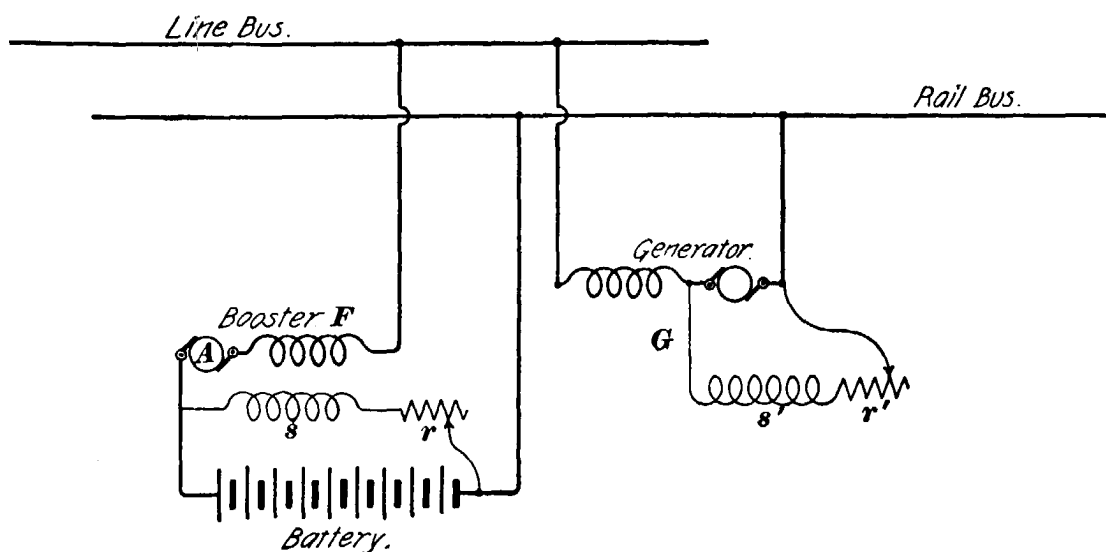 Line Bus.
Rail Bus.
Generator.
Booster F
A
G
s
r
s'
r'
Battery.